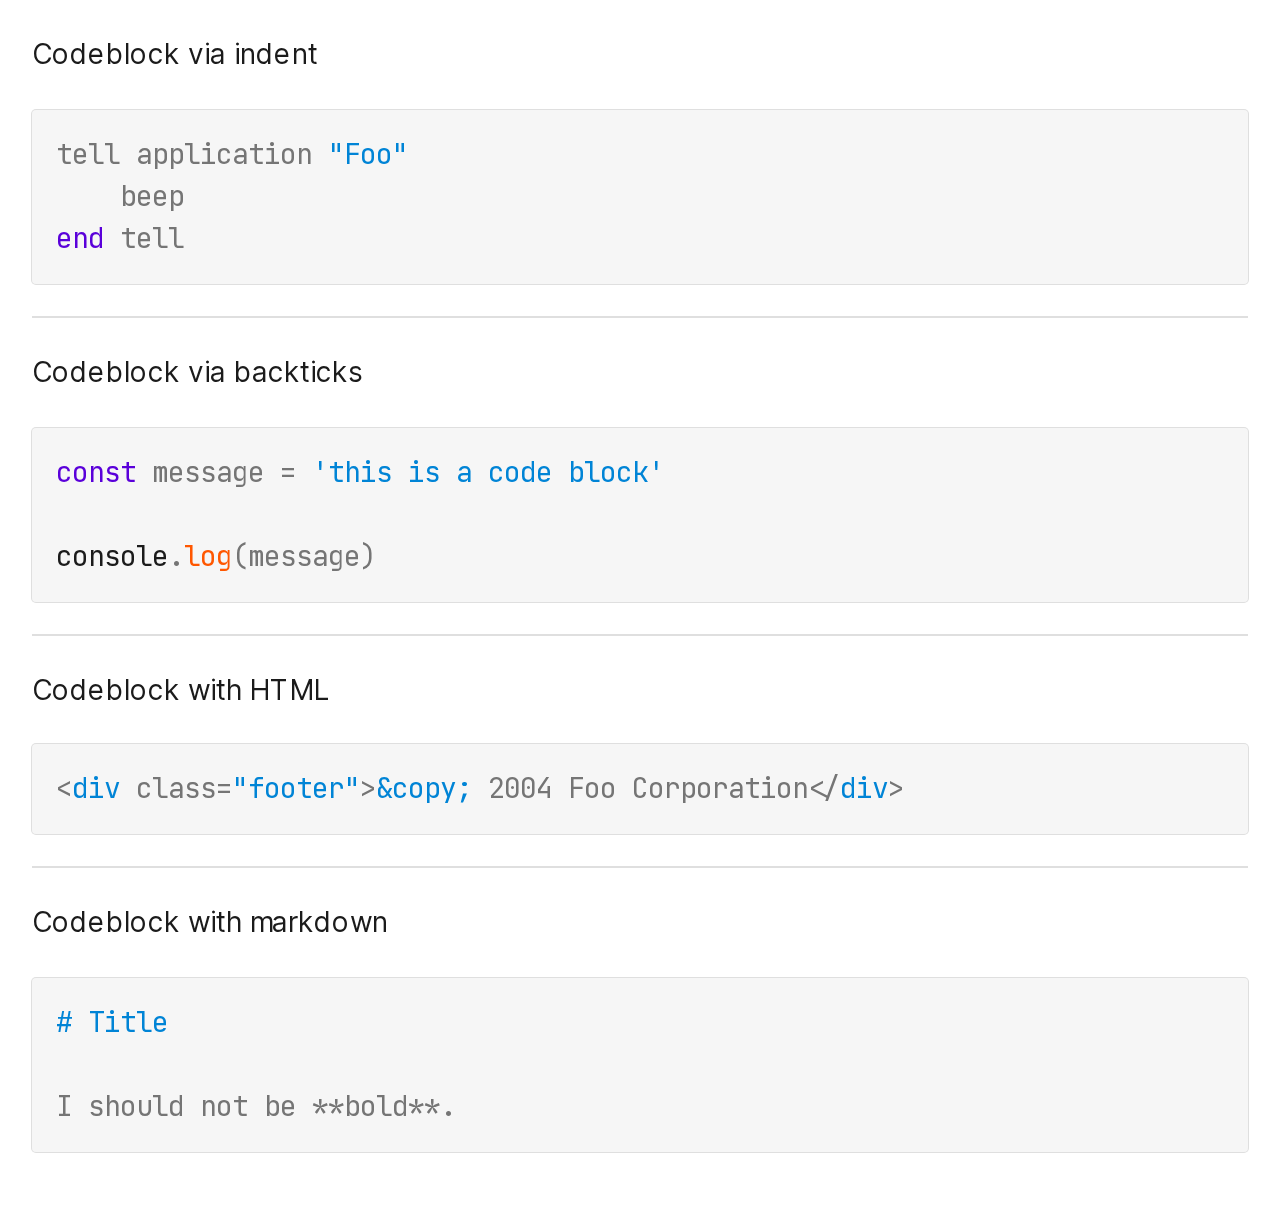 Codeblock via indent
tell application "Foo"
    beep
end tell
Codeblock via backticks
const message = 'this is a code block'
console.log(message)
Codeblock with HTML
<div class="footer">&copy; 2004 Foo Corporation</div>
Codeblock with markdown
# Title
I should not be **bold**.